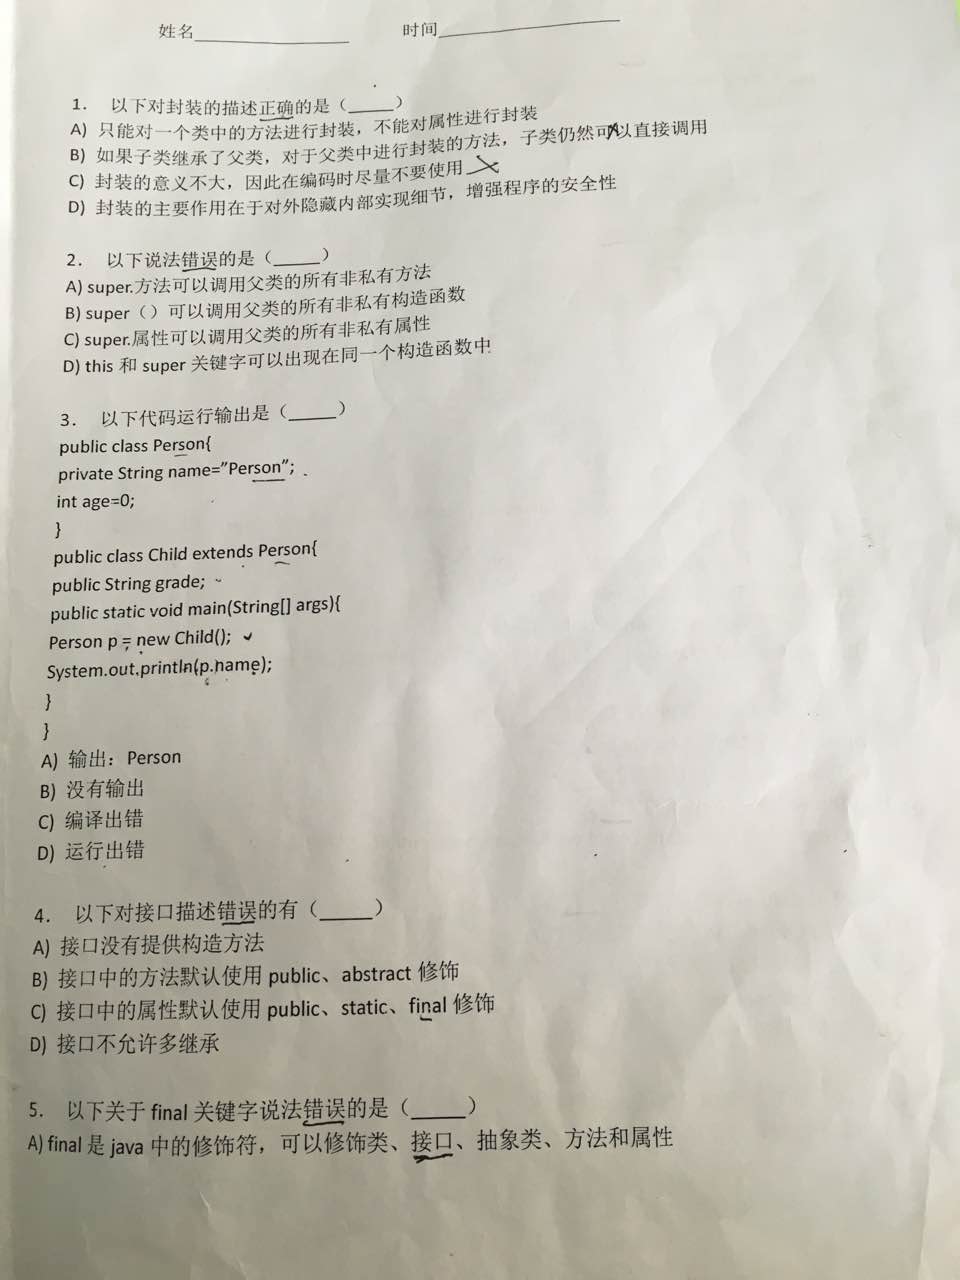 姓名__________ 时间__________
1. 以下对封装的描述正确的是（_____）
A) 只能对一个类中的方法进行封装，不能对属性进行封装
B) 如果子类继承了父类，对于父类中进行封装的方法，子类仍然可以直接调用
C) 封装的意义不大，因此在编码时尽量不要使用
D) 封装的主要作用在于对外隐藏内部实现细节，增强程序的安全性
2. 以下说法错误的是（_____）
A) super.方法可以调用父类的所有非私有方法
B) super（）可以调用父类的所有非私有构造函数
C) super.属性可以调用父类的所有非私有属性
D) this 和 super 关键字可以出现在同一个构造函数中
3. 以下代码运行输出是（_____）
public class Person{
private String name=”Person”;
int age=0;
}
public class Child extends Person{
public String grade;
public static void main(String[] args){
Person p = new Child();
System.out.println(p.name);
}
}
A) 输出：Person
B) 没有输出
C) 编译出错
D) 运行出错
4. 以下对接口描述错误的有（_____）
A) 接口没有提供构造方法
B) 接口中的方法默认使用 public、abstract 修饰
C) 接口中的属性默认使用 public、static、final 修饰
D) 接口不允许多继承
5. 以下关于 final 关键字说法错误的是（_____）
A) final 是 java 中的修饰符，可以修饰类、接口、抽象类、方法和属性